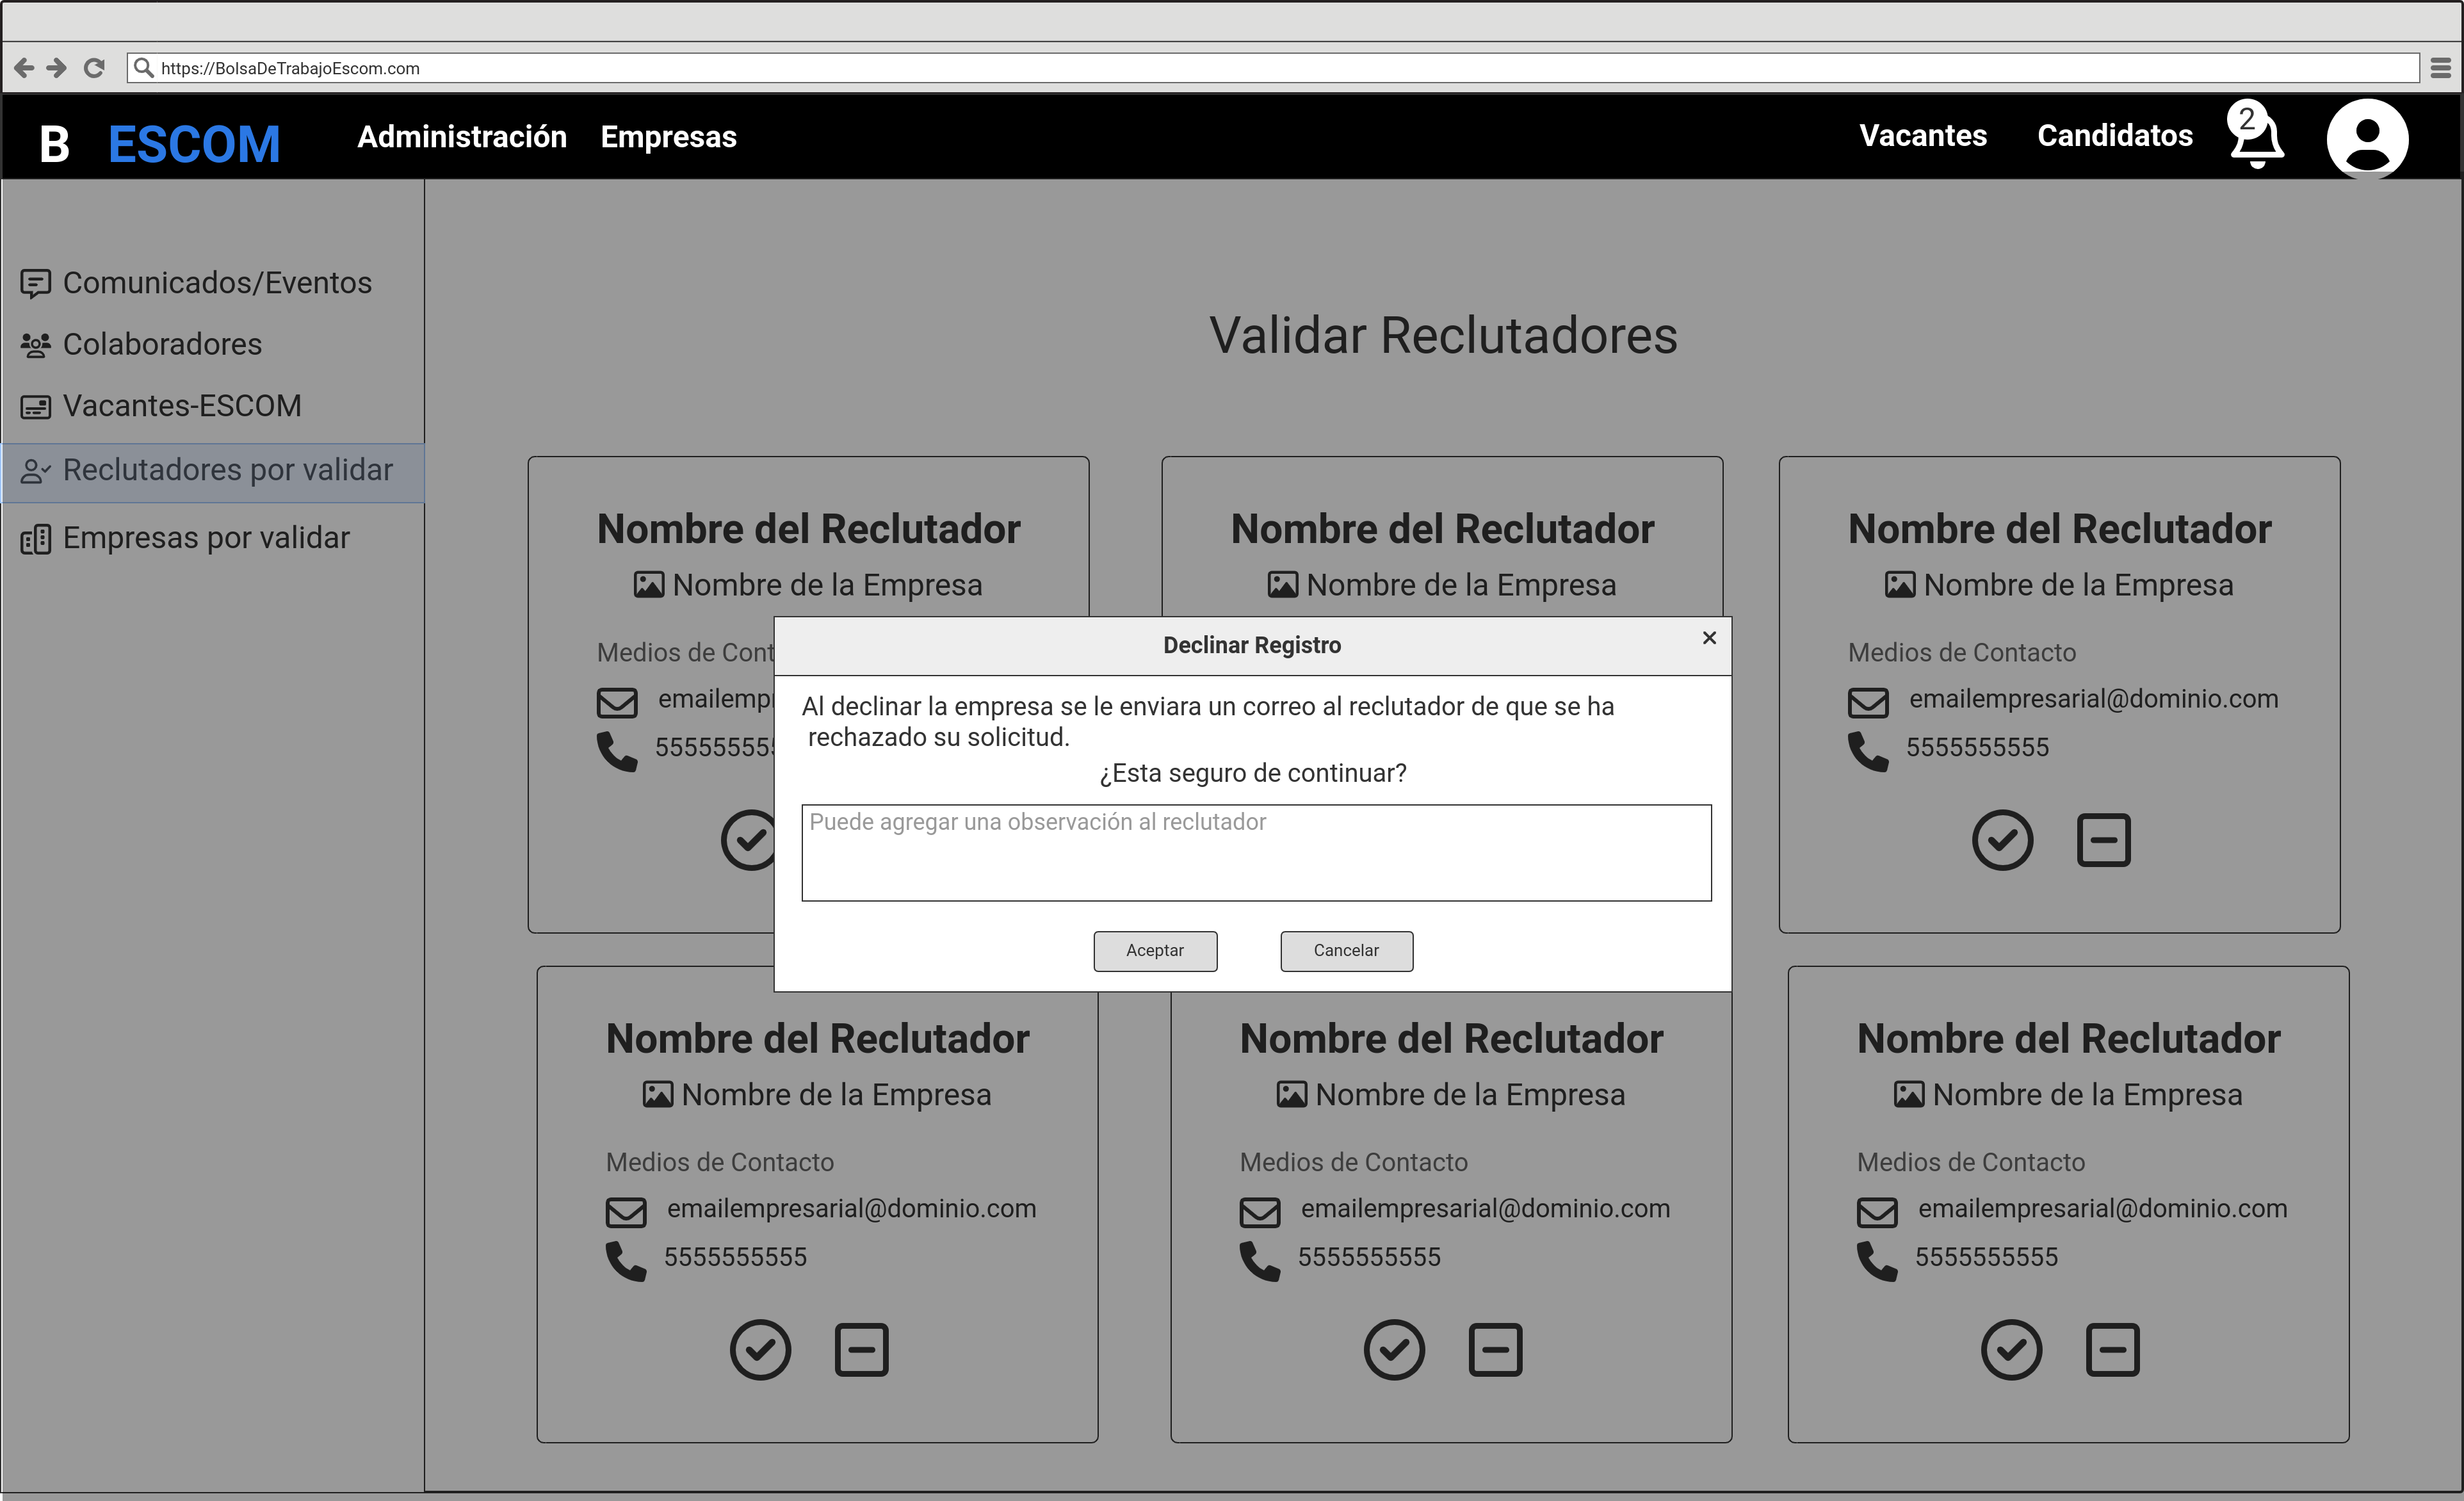 https://BolsaDeTrabajoEscom.com
B ESCOM
Administración
Empresas
Vacantes
Candidatos
2
Comunicados/Eventos
Colaboradores
Vacantes-ESCOM
Reclutadores por validar
Empresas por validar
Validar Reclutadores
Nombre del Reclutador
Nombre de la Empresa
Medios de Cont
emailempr
555555555
Nombre del Reclutador
Nombre de la Empresa
Nombre del Reclutador
Nombre de la Empresa
Medios de Contacto
emailempresarial@dominio.com
5555555555
Declinar Registro
Al declinar la empresa se le enviara un correo al reclutador de que se ha
rechazado su solicitud.
¿Esta seguro de continuar?
Puede agregar una observación al reclutador
Aceptar
Cancelar
Nombre del Reclutador
Nombre de la Empresa
Medios de Contacto
emailempresarial@dominio.com
5555555555
Nombre del Reclutador
Nombre de la Empresa
Medios de Contacto
emailempresarial@dominio.com
5555555555
Nombre del Reclutador
Nombre de la Empresa
Medios de Contacto
emailempresarial@dominio.com
5555555555